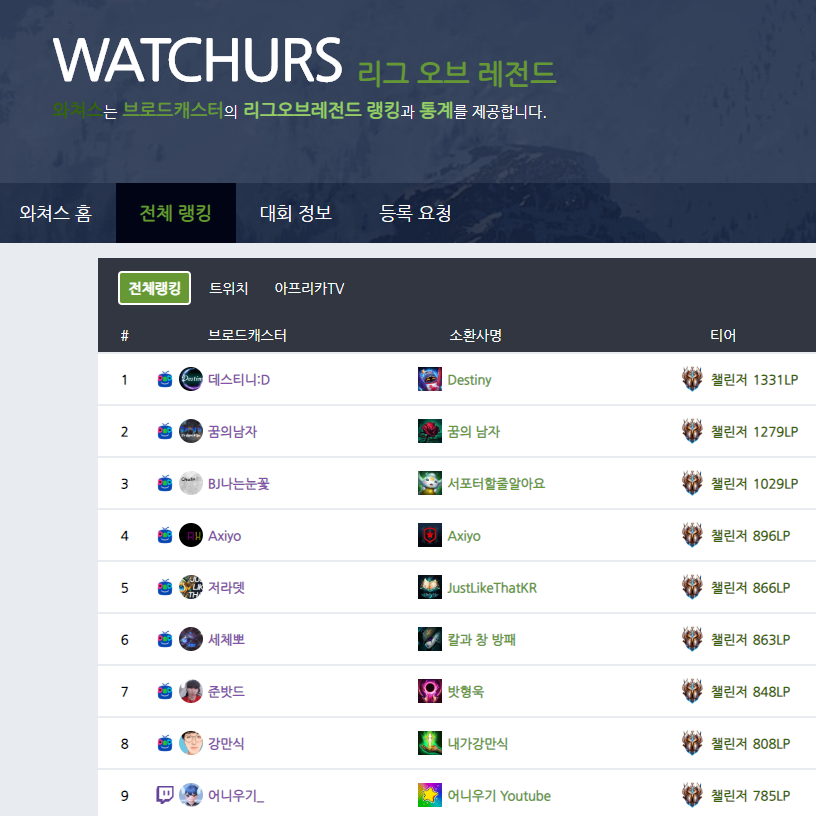 WATCHURS 리그 오브 레전드
와쳐스는 브로드캐스터의 리그오브레전드 랭킹과 통계를 제공합니다.
와쳐스 홈 전체 랭킹 대회 정보 등록 요청
전체랭킹 트위치 아프리카TV
# 브로드캐스터 소환사명 티어
1 데스티니:D Destiny 챌린저 1331LP
2 꿈의남자 꿈의 남자 챌린저 1279LP
3 BJ나는눈꽃 서포터할줄알아요 챌린저 1029LP
4 Axiyo Axiyo 챌린저 896LP
5 저라뎃 JustLikeThatKR 챌린저 866LP
6 세체뽀 칼과 창 방패 챌린저 863LP
7 준밧드 밧형욱 챌린저 848LP
8 강만식 내가강만식 챌린저 808LP
9 어니우기_ 어니우기 Youtube 챌린저 785LP